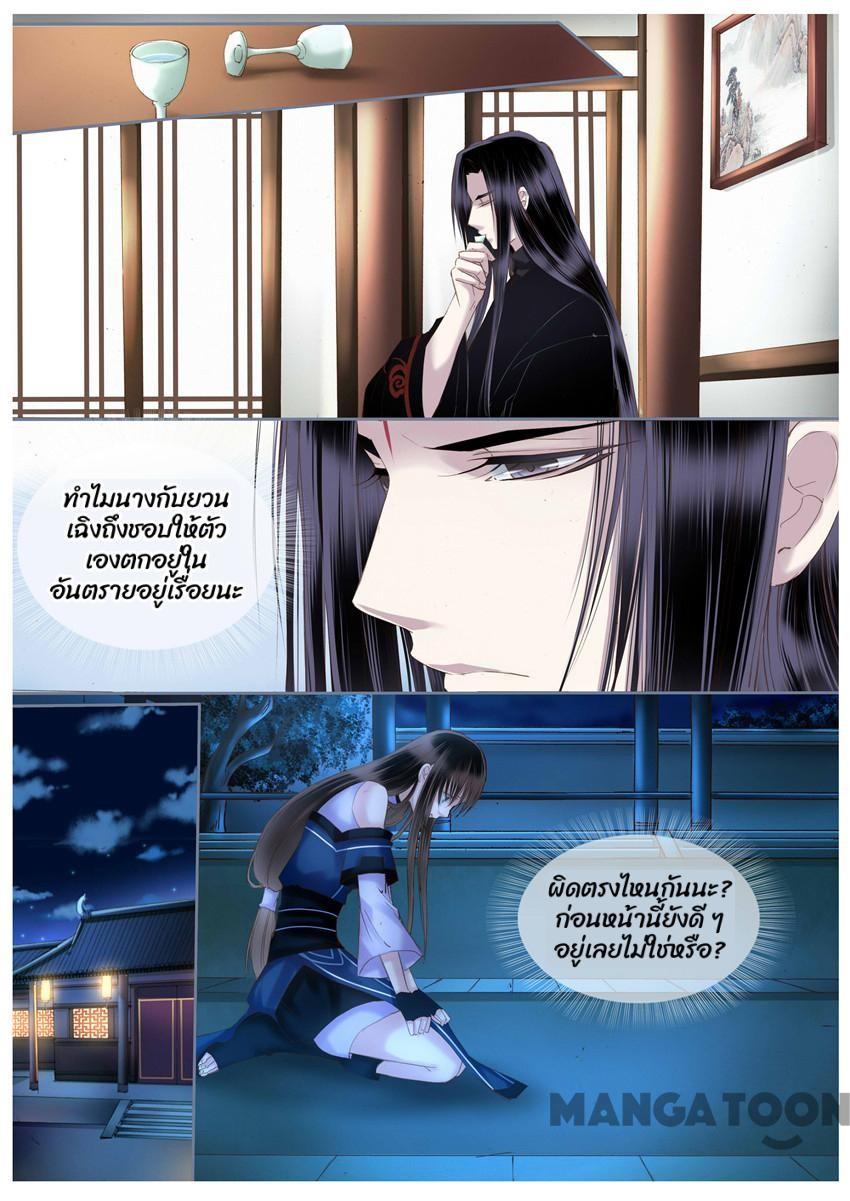 ทำไมนางกับยวน
เฉิงถึงชอบให้ตัว
เองตกอยู่ใน
อันตรายอยู่เรื่อยนะ
ผิดตรงไหนกันนะ?
ก่อนหน้านี้ยังดี ๆ
อยู่เลยไม่ใช่หรือ?
MANGATOON